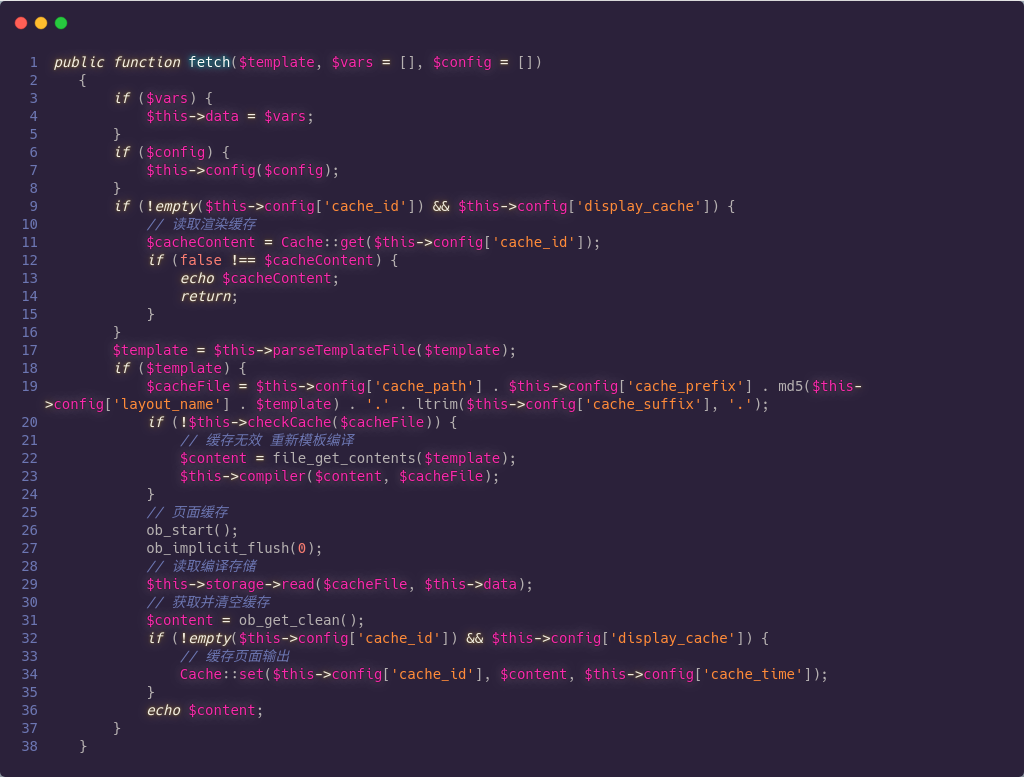 1 public function fetch($template, $vars = [], $config = [])
2 {
3 if ($vars) {
4 $this->data = $vars;
5 }
6 if ($config) {
7 $this->config($config);
8 }
9 if (!empty($this->config['cache_id']) && $this->config['display_cache']) {
10 // 读取渲染缓存
11 $cacheContent = Cache::get($this->config['cache_id']);
12 if (false !== $cacheContent) {
13 echo $cacheContent;
14 return;
15 }
16 }
17 $template = $this->parseTemplateFile($template);
18 if ($template) {
19 $cacheFile = $this->config['cache_path'] . $this->config['cache_prefix'] . md5($this-
>config['layout_name'] . $template) . '.' . ltrim($this->config['cache_suffix'], '.');
20 if (!$this->checkCache($cacheFile)) {
21 // 缓存无效 重新模板编译
22 $content = file_get_contents($template);
23 $this->compiler($content, $cacheFile);
24 }
25 // 页面缓存
26 ob_start();
27 ob_implicit_flush(0);
28 // 读取编译存储
29 $this->storage->read($cacheFile, $this->data);
30 // 获取并清空缓存
31 $content = ob_get_clean();
32 if (!empty($this->config['cache_id']) && $this->config['display_cache']) {
33 // 缓存页面输出
34 Cache::set($this->config['cache_id'], $content, $this->config['cache_time']);
35 }
36 echo $content;
37 }
38 }